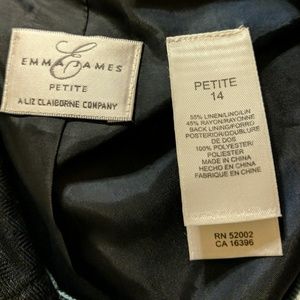 E
EMMA JAMES
PETITE
A LIZ CLAIBORNE COMPANY
PETITE
14
55% LINEN/LINO/LIN
45% RAYON/RAYONNE
BACK LINING/FORRO
POSTERIOR/DOUBLURE
DE DOS
100% POLYESTER/
POLIESTER
MADE IN CHINA
HECHO EN CHINA
FABRIQUE EN CHINE
RN 52002
CA 16396